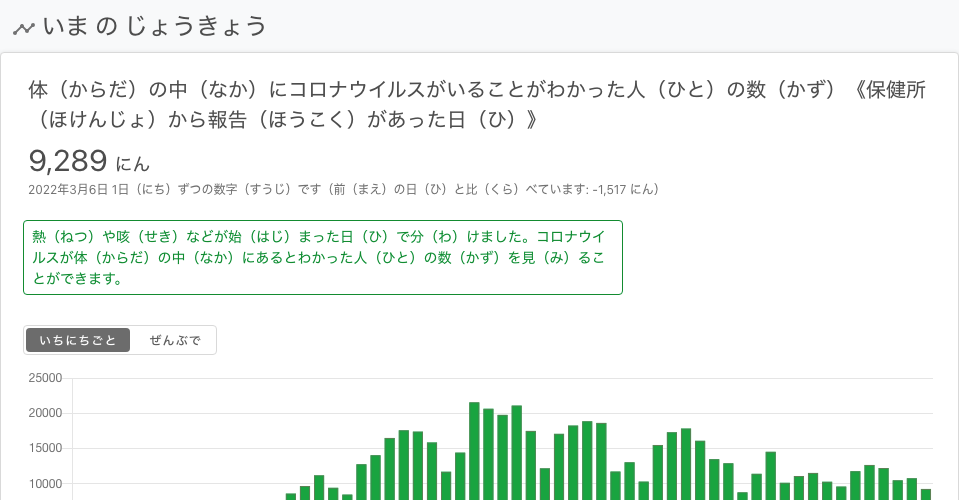 いま の じょうきょう
体（からだ）の中（なか）にコロナウイルスがいることがわかった人（ひと）の数（かず）《保健所
（ほけんじょ）から報告（ほうこく）があった日（ひ）》
9,289 にん
2022年3月6日 1日（にち）ずつの数字（すうじ）です（前（まえ）の日（ひ）と比（くら）べています: -1,517 にん）
熱（ねつ）や咳（せき）などが始（はじ）まった日（ひ）で分（わ）けました。コロナウイ
ルスが体（からだ）の中（なか）にあるとわかった人（ひと）の数（かず）を見（み）るこ
とができます。
いちにちごと ぜんぶで
25000
20000
15000
10000